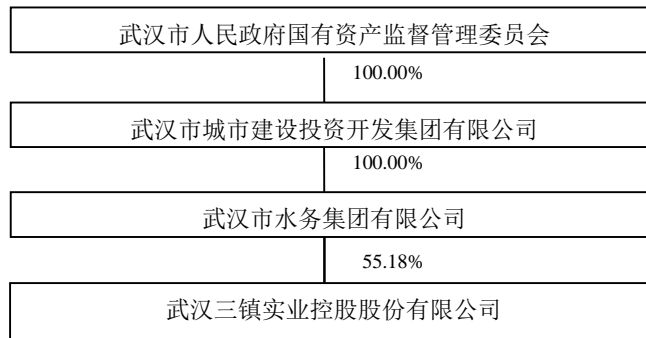 武汉市人民政府国有资产监督管理委员会
100.00%
武汉市城市建设投资开发集团有限公司
100.00%
武汉市水务集团有限公司
55.18%
武汉三镇实业控股股份有限公司